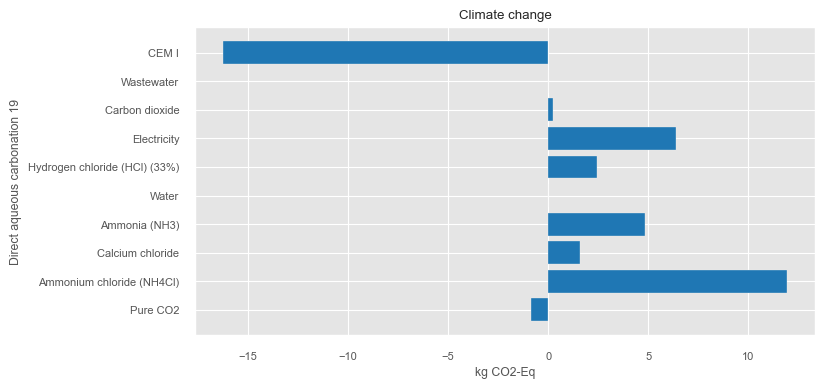 Climate change
Direct aqueous carbonation 19
CEM I
Wastewater
Carbon dioxide
Electricity
Hydrogen chloride (HCl) (33%)
Water
Ammonia (NH3)
Calcium chloride
Ammonium chloride (NH4Cl)
Pure CO2
−15 −10 −5 0 5 10
kg CO2-Eq